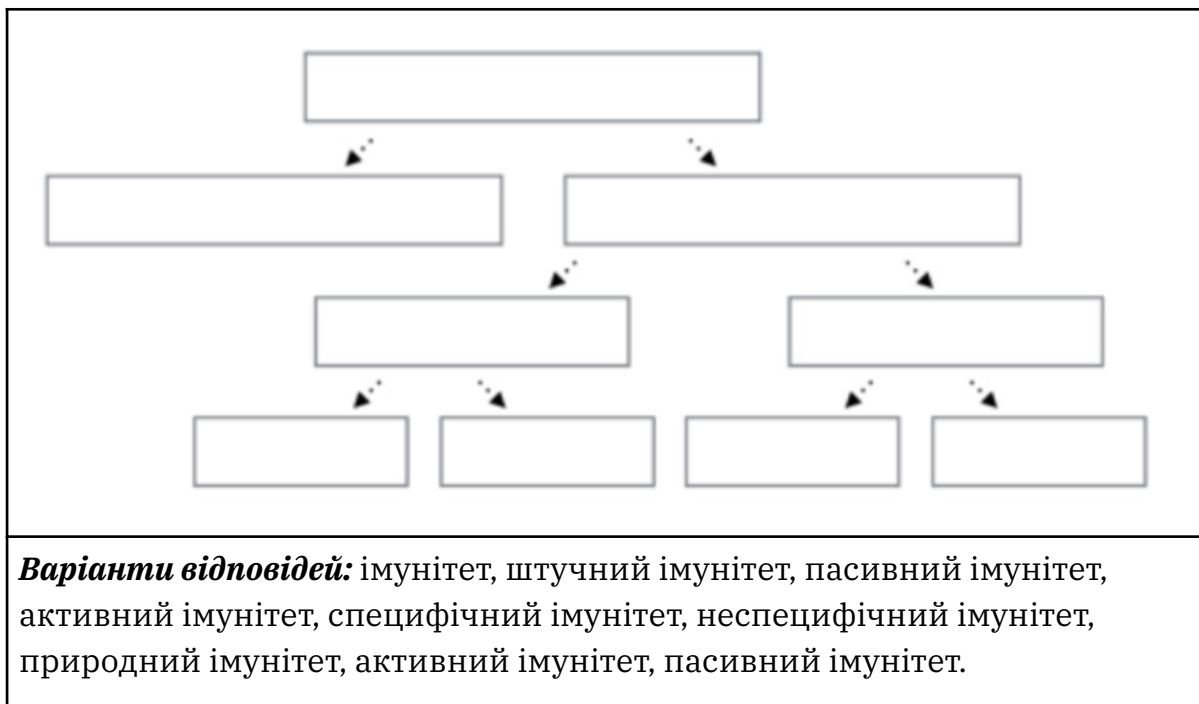 Варіанти відповідей: імунітет, штучний імунітет, пасивний імунітет,
активний імунітет, специфічний імунітет, неспецифічний імунітет,
природний імунітет, активний імунітет, пасивний імунітет.